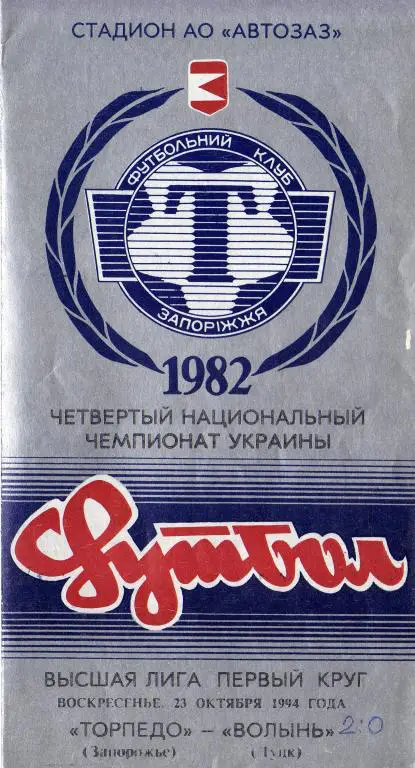 СТАДИОН АО «АВТОЗАЗ»
ФУТБОЛЬНИЙ КЛУБ
Т
ЗАПОРІЖЖЯ
1982
ЧЕТВЕРТЫЙ НАЦИОНАЛЬНЫЙ
ЧЕМПИОНАТ УКРАИНЫ
Футбол
ВЫСШАЯ ЛИГА ПЕРВЫЙ КРУГ
ВОСКРЕСЕНЬЕ, 23 ОКТЯБРЯ 1994 ГОДА
«ТОРПЕДО» — «ВОЛЫНЬ» 2:0
(Запорожье) (Луцк)